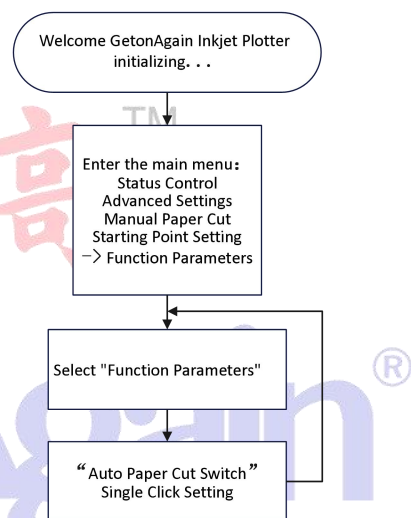 Welcome GetonAgain Inkjet Plotter
initializing...
TM
Enter the main menu:
Status Control
Advanced Settings
Manual Paper Cut
Starting Point Setting
-> Function Parameters
Select "Function Parameters"
®
“Auto Paper Cut Switch”
Single Click Setting